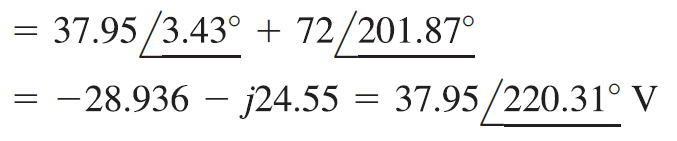 = 37.95/3.43° + 72/201.87°
= −28.936 − j24.55 = 37.95/220.31° V